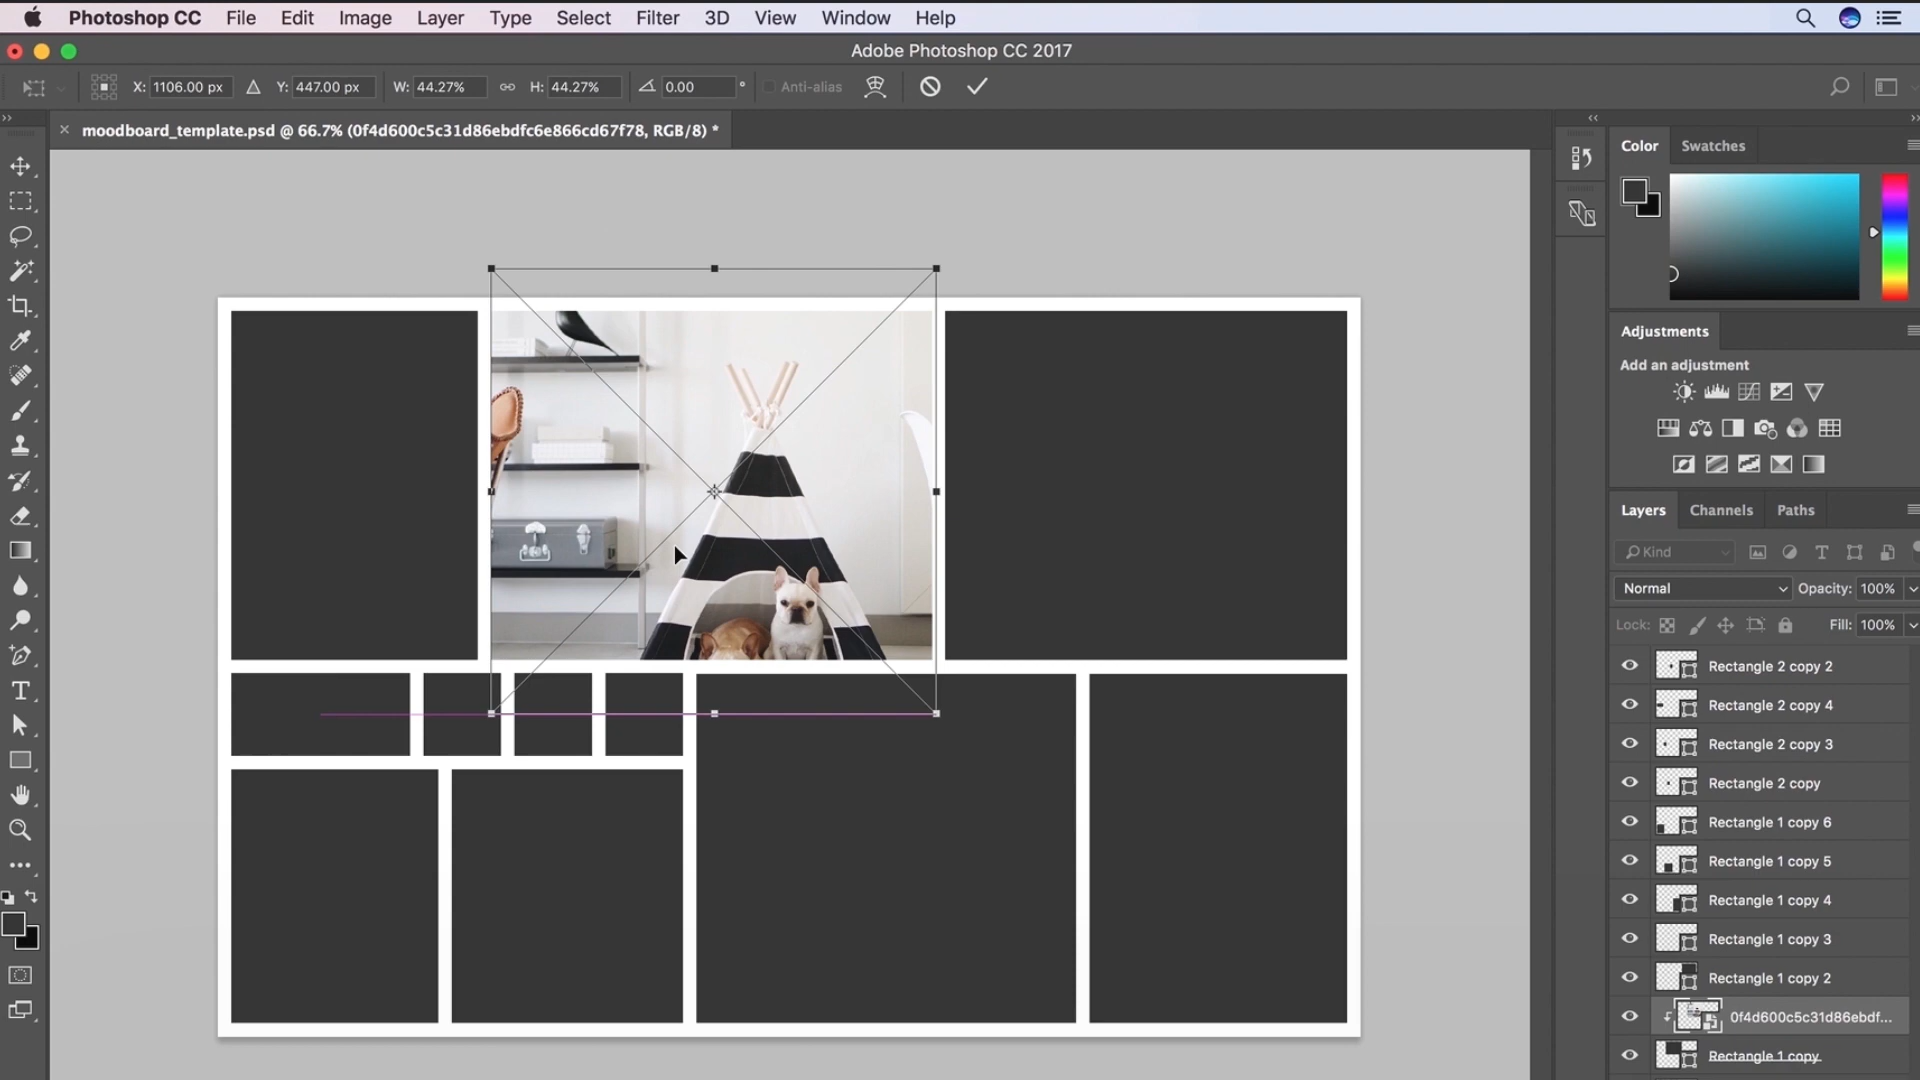 Photoshop CC File Edit Image Layer Type Select Filter 3D View Window Help
Adobe Photoshop CC 2017
X: 1106.00 px Y: 447.00 px W: 44.27% H: 44.27% 0.00 ° Anti-alias
moodboard_template.psd @ 66.7% (0f4d600c5c31d86ebdfc6e866cd67f78, RGB/8) *
Color Swatches
Adjustments
Add an adjustment
Layers Channels Paths
Kind
Normal Opacity: 100%
Lock: Fill: 100%
Rectangle 2 copy 2
Rectangle 2 copy 4
Rectangle 2 copy 3
Rectangle 2 copy
Rectangle 1 copy 6
Rectangle 1 copy 5
Rectangle 1 copy 4
Rectangle 1 copy 3
Rectangle 1 copy 2
0f4d600c5c31d86ebdf...
Rectangle 1 copy